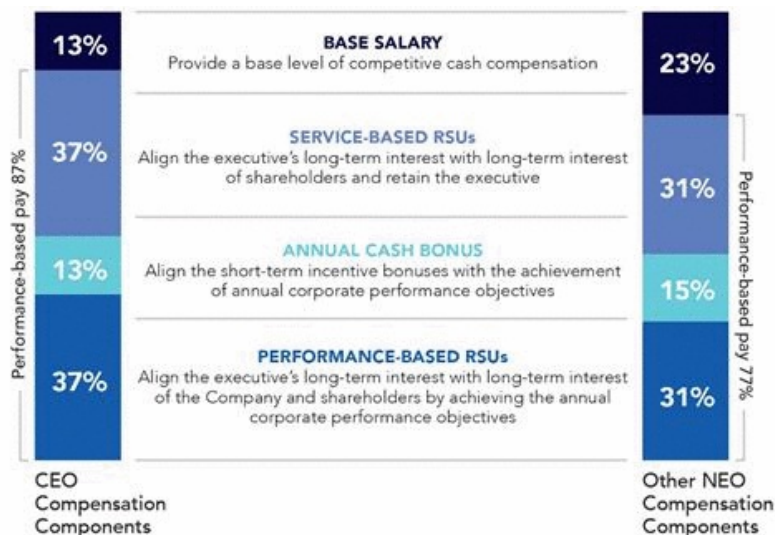 13%
37%
13%
37%
Performance-based pay 87%
CEO
Compensation
Components
BASE SALARY
Provide a base level of competitive cash compensation
SERVICE-BASED RSUs
Align the executive's long-term interest with long-term interest
of shareholders and retain the executive
ANNUAL CASH BONUS
Align the short-term incentive bonuses with the achievement
of annual corporate performance objectives
PERFORMANCE-BASED RSUs
Align the executive's long-term interest with long-term interest
of the Company and shareholders by achieving the annual
corporate performance objectives
23%
31%
15%
31%
Performance-based pay 77%
Other NEO
Compensation
Components